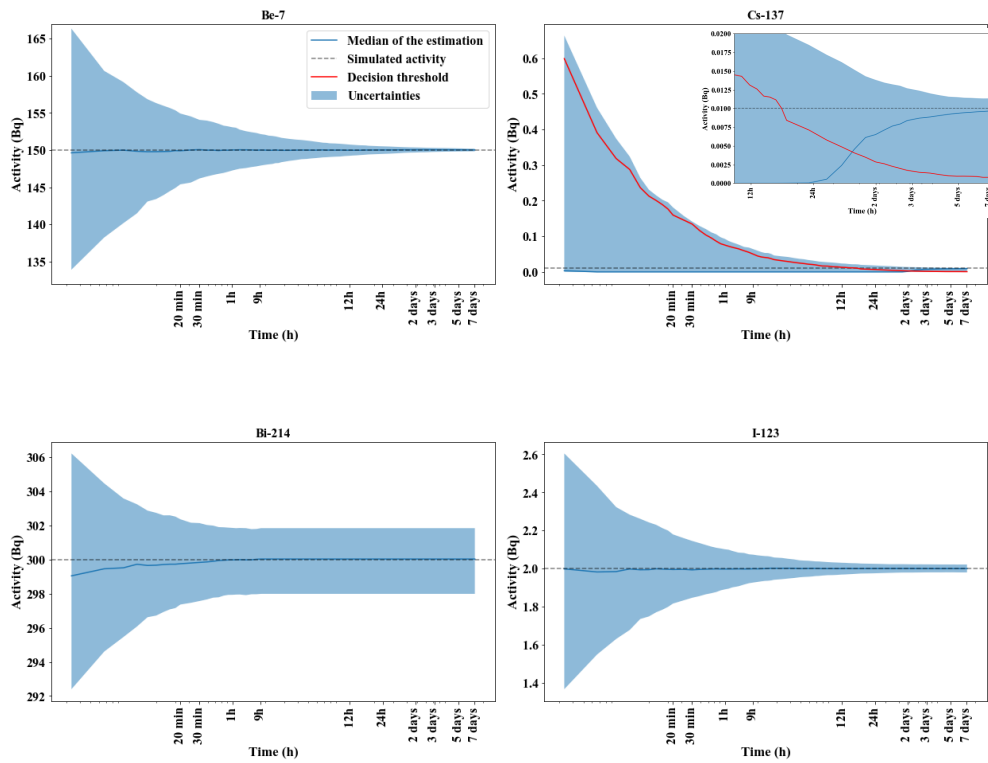 Be-7
Activity (Bq)
165
160
155
150
145
140
135
Median of the estimation
Simulated activity
Decision threshold
Uncertainties
20 min
30 min
1h
9h
12h
24h
2 days
3 days
5 days
7 days
Time (h)
Cs-137
Activity (Bq)
0.6
0.5
0.4
0.3
0.2
0.1
0.0
Activity (Bq)
0.0200
0.0175
0.0150
0.0125
0.0100
0.0075
0.0050
0.0025
0.0000
12h
24h
2 days
3 days
5 days
7 days
Time (h)
20 min
30 min
1h
9h
12h
24h
2 days
3 days
5 days
7 days
Time (h)
Bi-214
Activity (Bq)
306
304
302
300
298
296
294
292
20 min
30 min
1h
9h
12h
24h
2 days
3 days
5 days
7 days
Time (h)
I-123
Activity (Bq)
2.6
2.4
2.2
2.0
1.8
1.6
1.4
20 min
30 min
1h
9h
12h
24h
2 days
3 days
5 days
7 days
Time (h)